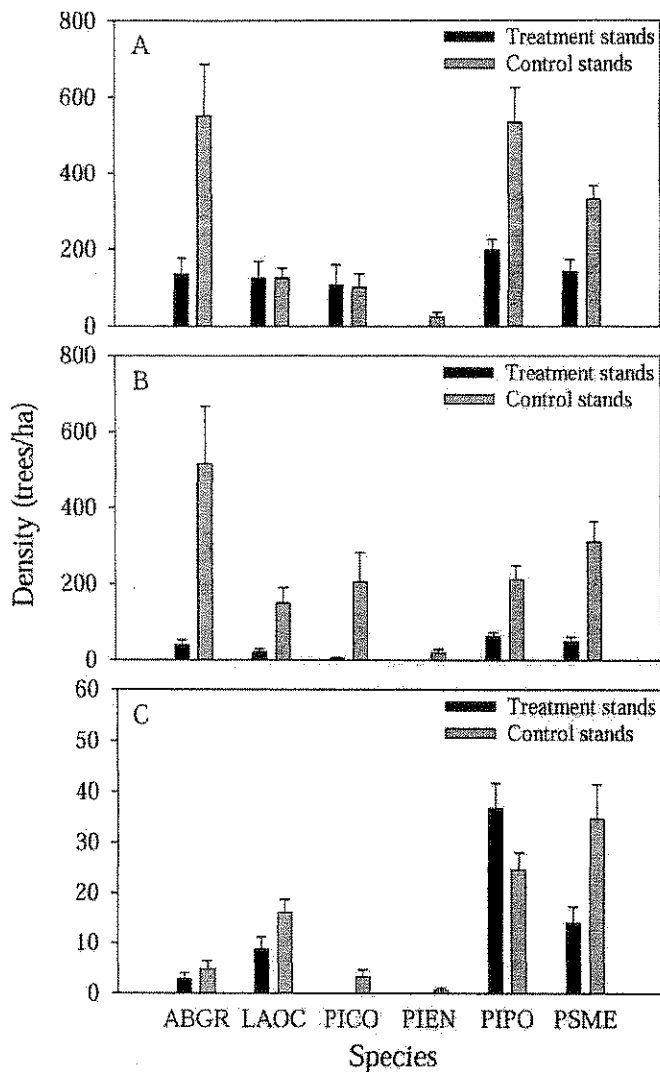 800
A
Treatment stands
Control stands
600
400
200
0
800
B
Treatment stands
Control stands
600
400
200
0
Density (trees/ha)
60
C
Treatment stands
Control stands
50
40
30
20
10
0
ABGR LAOC PICO PIEN PIPO PSME
Species